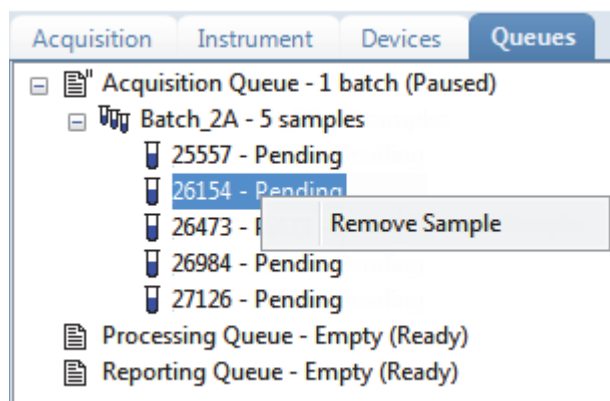 Acquisition Instrument Devices Queues
Acquisition Queue - 1 batch (Paused)
Batch_2A - 5 samples
25557 - Pending
26154 - Pending
26473 - P
Remove Sample
26984 - Pending
27126 - Pending
Processing Queue - Empty (Ready)
Reporting Queue - Empty (Ready)